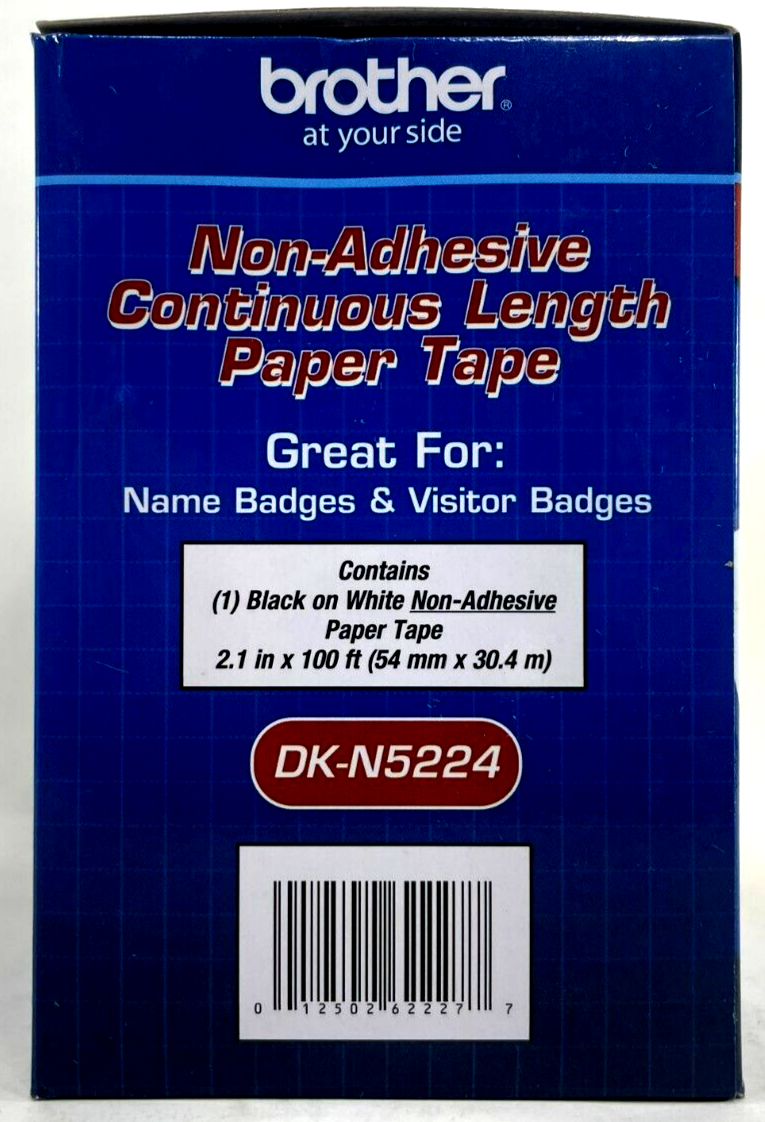 brother®
at your side
Non-Adhesive
Continuous Length
Paper Tape
Great For:
Name Badges & Visitor Badges
Contains
(1) Black on White Non-Adhesive
Paper Tape
2.1 in x 100 ft (54 mm x 30.4 m)
DK-N5224
0 12502 62227 7